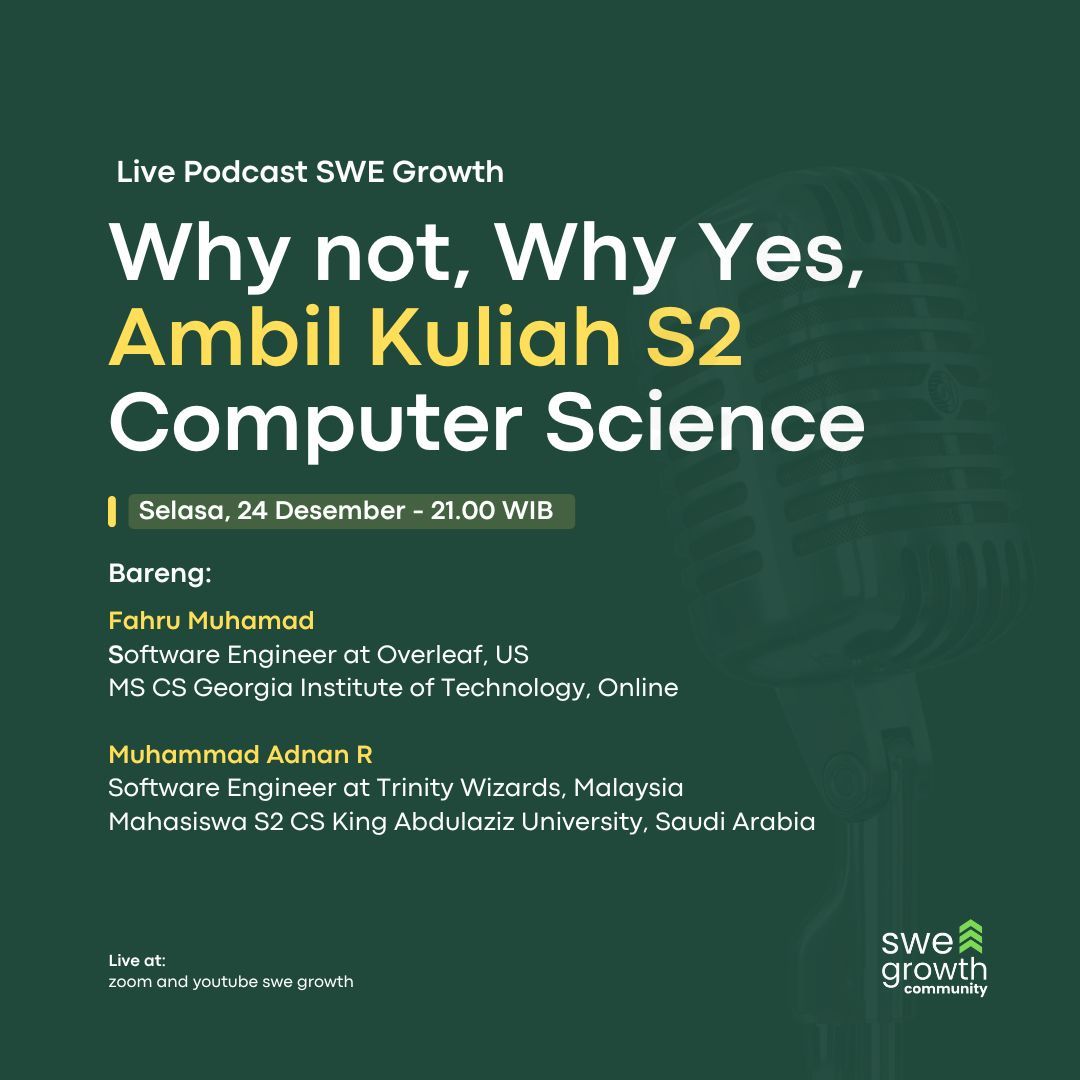 Live Podcast SWE Growth
Why not, Why Yes,
Ambil Kuliah S2
Computer Science
Selasa, 24 Desember - 21.00 WIB
Bareng:
Fahru Muhamad
Software Engineer at Overleaf, US
MS CS Georgia Institute of Technology, Online
Muhammad Adnan R
Software Engineer at Trinity Wizards, Malaysia
Mahasiswa S2 CS King Abdulaziz University, Saudi Arabia
Live at:
zoom and youtube swe growth
swe
growth
community